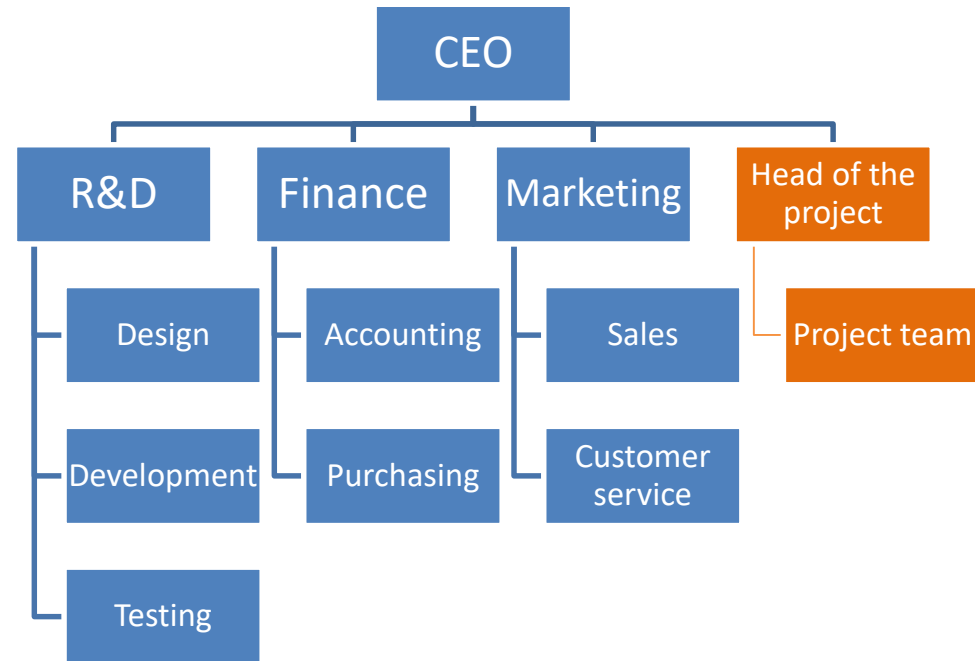 CEO
R&D
Finance
Marketing
Head of the
project
Design
Accounting
Sales
Project team
Development
Purchasing
Customer
service
Testing